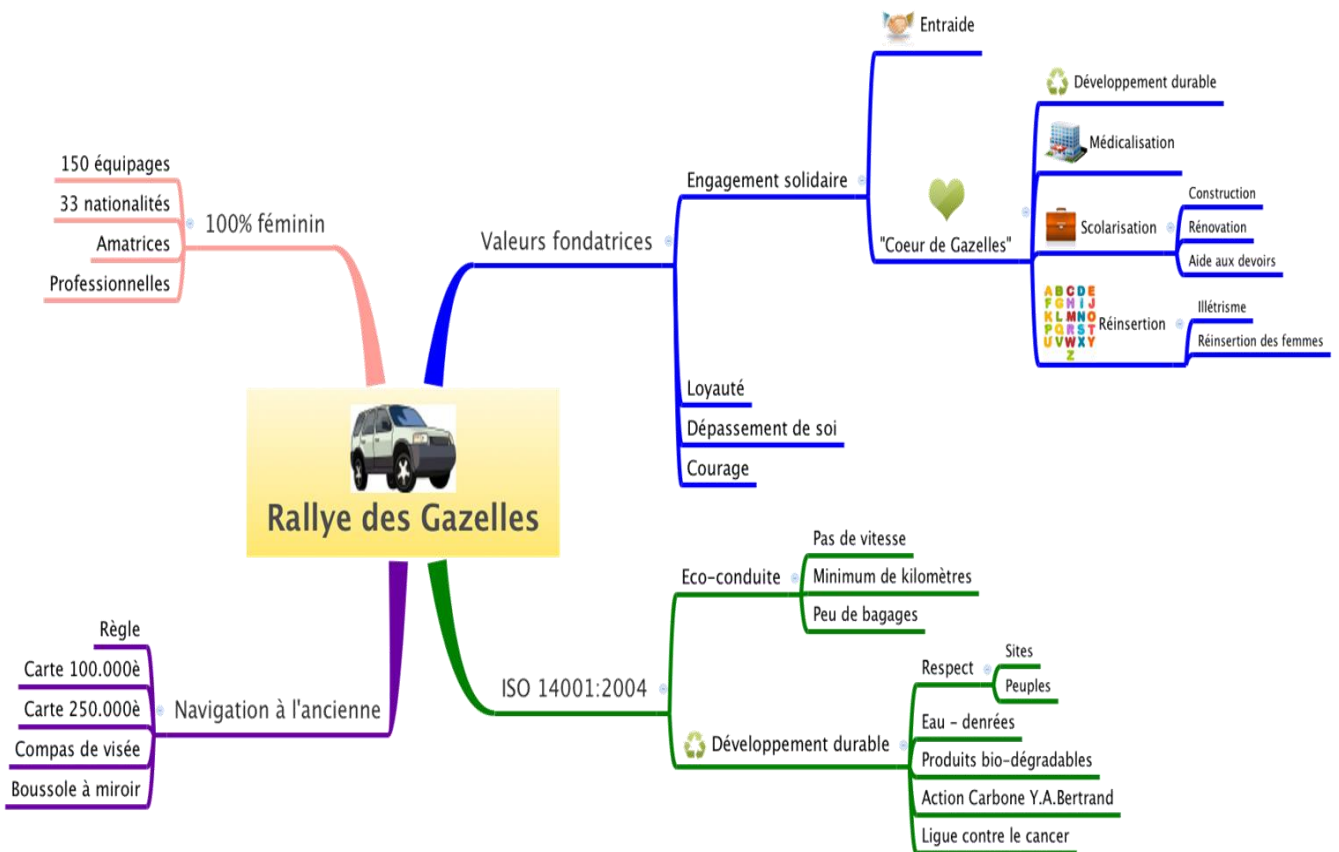 Rallye des Gazelles
100% féminin
150 équipages
33 nationalités
Amatrices
Professionnelles
Valeurs fondatrices
Engagement solidaire
Entraide
"Coeur de Gazelles"
Développement durable
Médicalisation
Scolarisation
Construction
Rénovation
Aide aux devoirs
A B C D E
F G H I J
K L M N O
P Q R S T
U V W X Y
Z
Réinsertion
Illétrisme
Réinsertion des femmes
Loyauté
Dépassement de soi
Courage
ISO 14001:2004
Eco-conduite
Pas de vitesse
Minimum de kilomètres
Peu de bagages
Développement durable
Respect
Sites
Peuples
Eau - denrées
Produits bio-dégradables
Action Carbone Y.A.Bertrand
Ligue contre le cancer
Navigation à l'ancienne
Règle
Carte 100.000è
Carte 250.000è
Compas de visée
Boussole à miroir